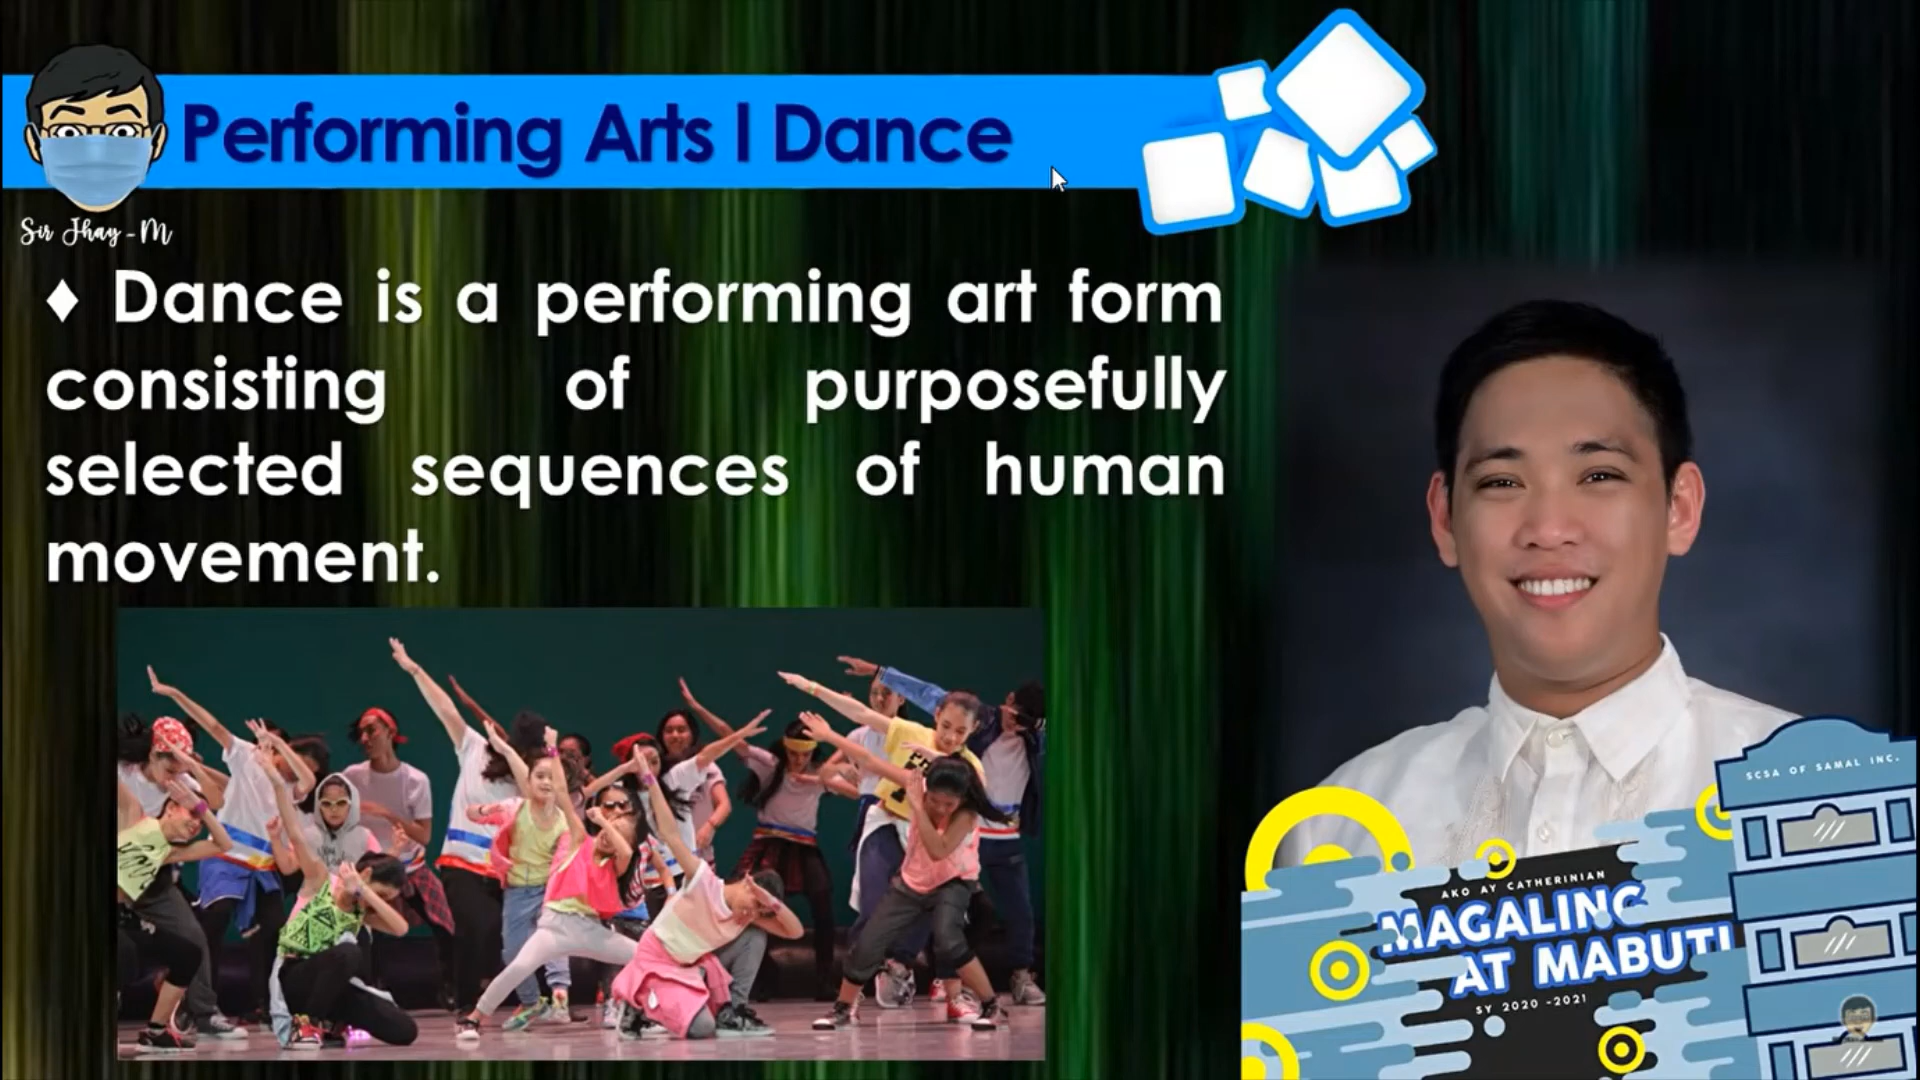 Performing Arts | Dance
Sir Jhay-M
♦ Dance is a performing art form
consisting of purposefully
selected sequences of human
movement.
SCSA OF SAMAL INC.
AKO AY CATHERINIAN
MAGALING
AT MABUTI
SY 2020 -2021